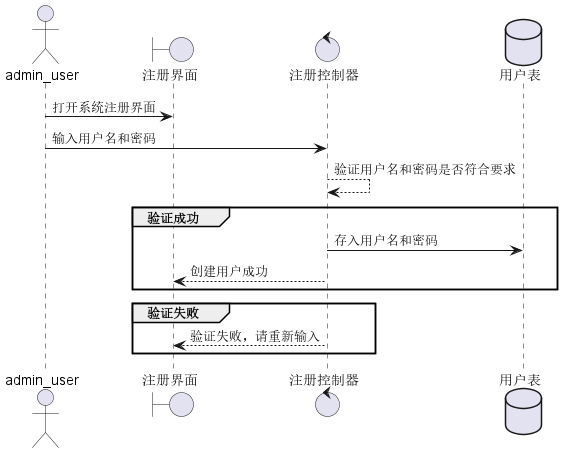 admin_user 注册界面 注册控制器 用户表
打开系统注册界面
输入用户名和密码
验证用户名和密码是否符合要求
验证成功
存入用户名和密码
创建用户成功
验证失败
验证失败，请重新输入
admin_user 注册界面 注册控制器 用户表